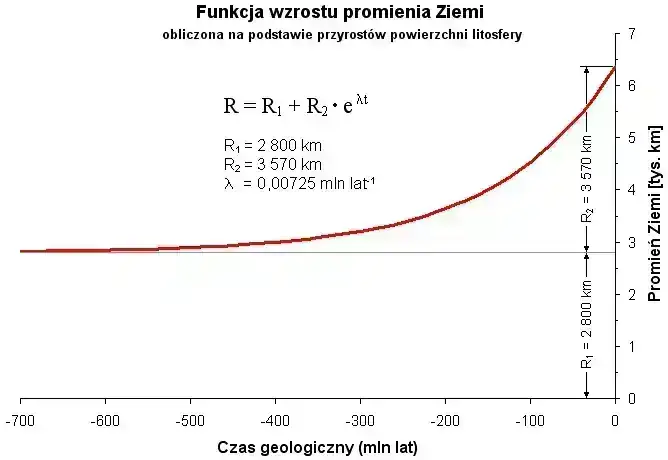 Funkcja wzrostu promienia Ziemi
obliczona na podstawie przyrostów powierzchni litosfery
R = R₁ + R₂ • e^λt
R₁ = 2 800 km
R₂ = 3 570 km
λ = 0,00725 mln lat⁻¹
7
6
5
4
3
2
1
0
Promień Ziemi [tys. km]
R₂ = 3 570 km
R₁ = 2 800 km
-700 -600 -500 -400 -300 -200 -100 0
Czas geologiczny (mln lat)